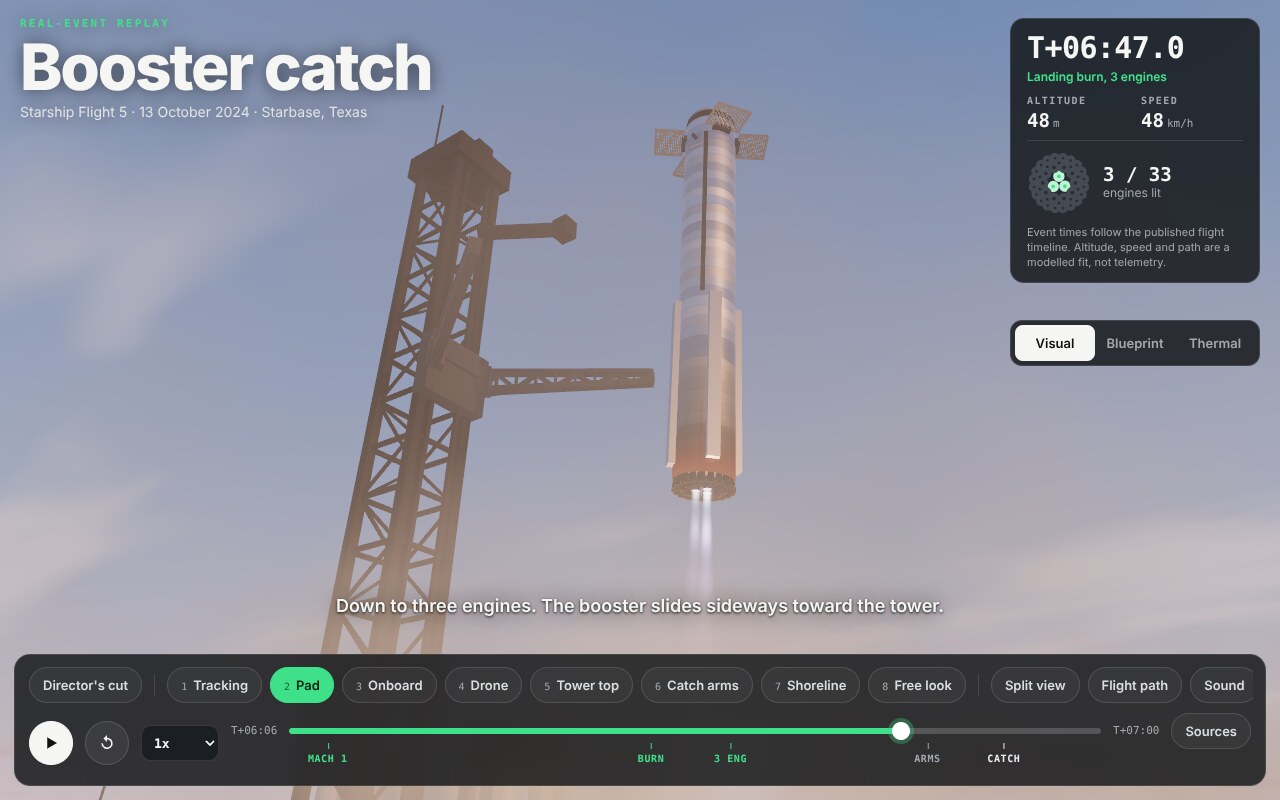 REAL-EVENT REPLAY
Booster catch
Starship Flight 5 · 13 October 2024 · Starbase, Texas
T+06:47.0
Landing burn, 3 engines
ALTITUDE SPEED
48 m 48 km/h
3 / 33
engines lit
Event times follow the published flight
timeline. Altitude, speed and path are a
modelled fit, not telemetry.
Visual Blueprint Thermal
Down to three engines. The booster slides sideways toward the tower.
Director's cut 1 Tracking 2 Pad 3 Onboard 4 Drone 5 Tower top 6 Catch arms 7 Shoreline 8 Free look Split view Flight path Sound
1x T+06:06 T+07:00 Sources
MACH 1 BURN 3 ENG ARMS CATCH